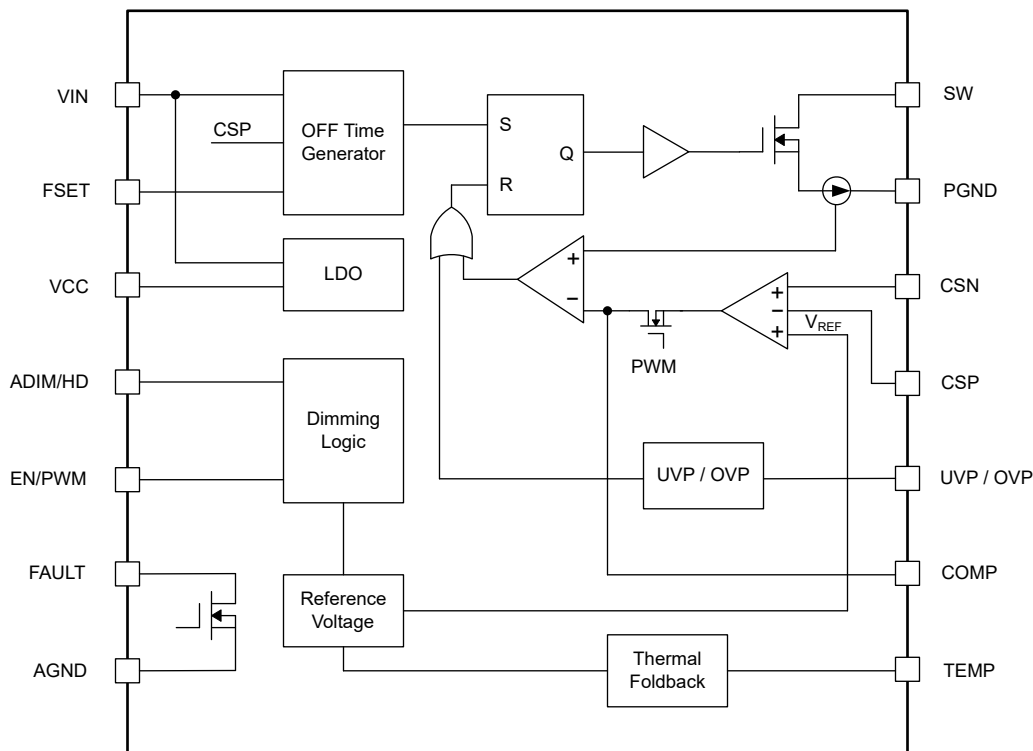 VIN
CSP
OFF Time
Generator
S
Q
R
SW
FSET
PGND
VCC
LDO
+
−
+
−
+
VREF
CSN
PWM
CSP
ADIM/HD
Dimming
Logic
EN/PWM
UVP / OVP
UVP / OVP
FAULT
Reference
Voltage
COMP
AGND
Thermal
Foldback
TEMP